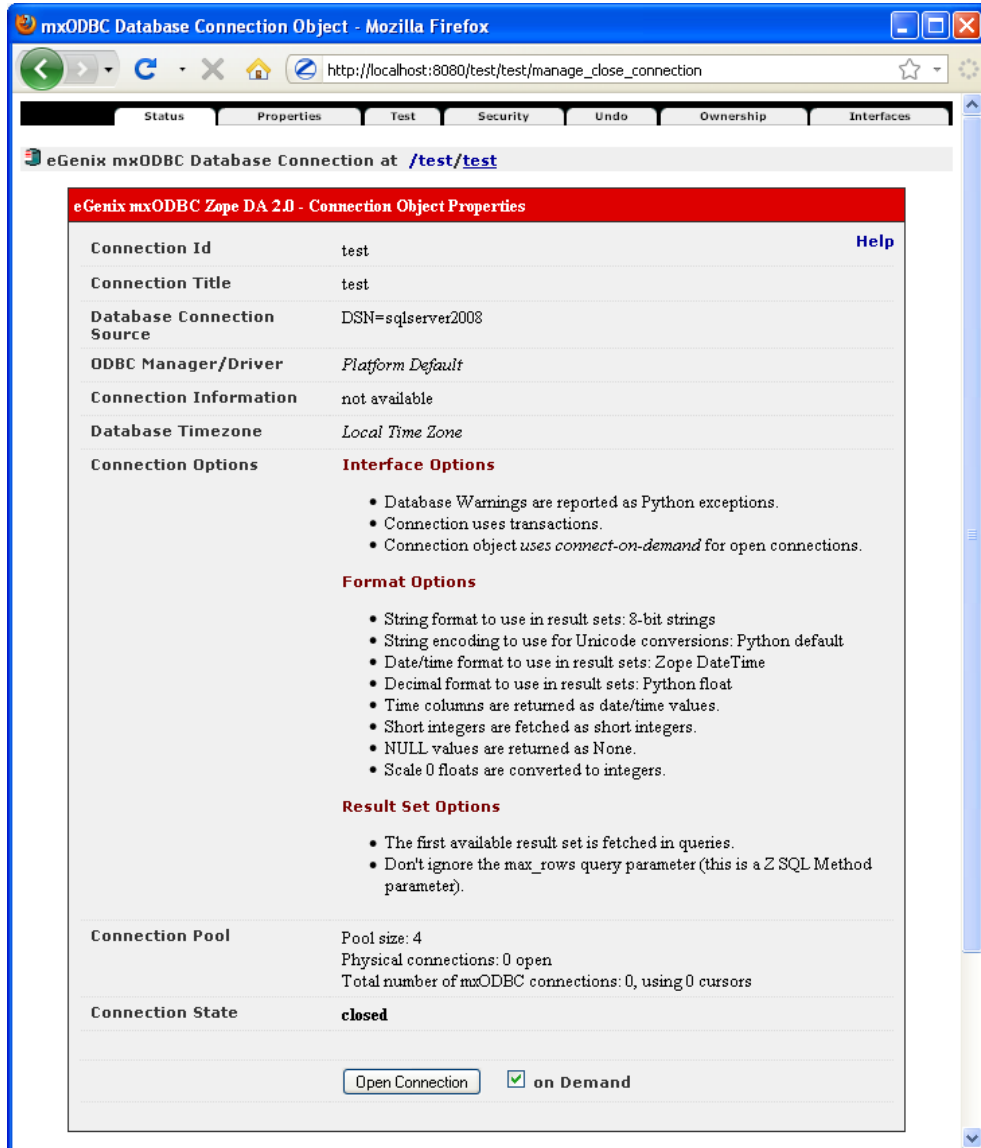 mxODBC Database Connection Object - Mozilla Firefox
http://localhost:8080/test/test/manage_close_connection
Status Properties Test Security Undo Ownership Interfaces
eGenix mxODBC Database Connection at /test/test
eGenix mxODBC Zope DA 2.0 - Connection Object Properties
Help
Connection Id test
Connection Title test
Database Connection DSN=sqlserver2008
Source
ODBC Manager/Driver Platform Default
Connection Information not available
Database Timezone Local Time Zone
Connection Options Interface Options
• Database Warnings are reported as Python exceptions.
• Connection uses transactions.
• Connection object uses connect-on-demand for open connections.
Format Options
• String format to use in result sets: 8-bit strings
• String encoding to use for Unicode conversions: Python default
• Date/time format to use in result sets: Zope DateTime
• Decimal format to use in result sets: Python float
• Time columns are returned as date/time values.
• Short integers are fetched as short integers.
• NULL values are returned as None.
• Scale 0 floats are converted to integers.
Result Set Options
• The first available result set is fetched in queries.
• Don't ignore the max_rows query parameter (this is a Z SQL Method
parameter).
Connection Pool Pool size: 4
Physical connections: 0 open
Total number of mxODBC connections: 0, using 0 cursors
Connection State closed
Open Connection on Demand